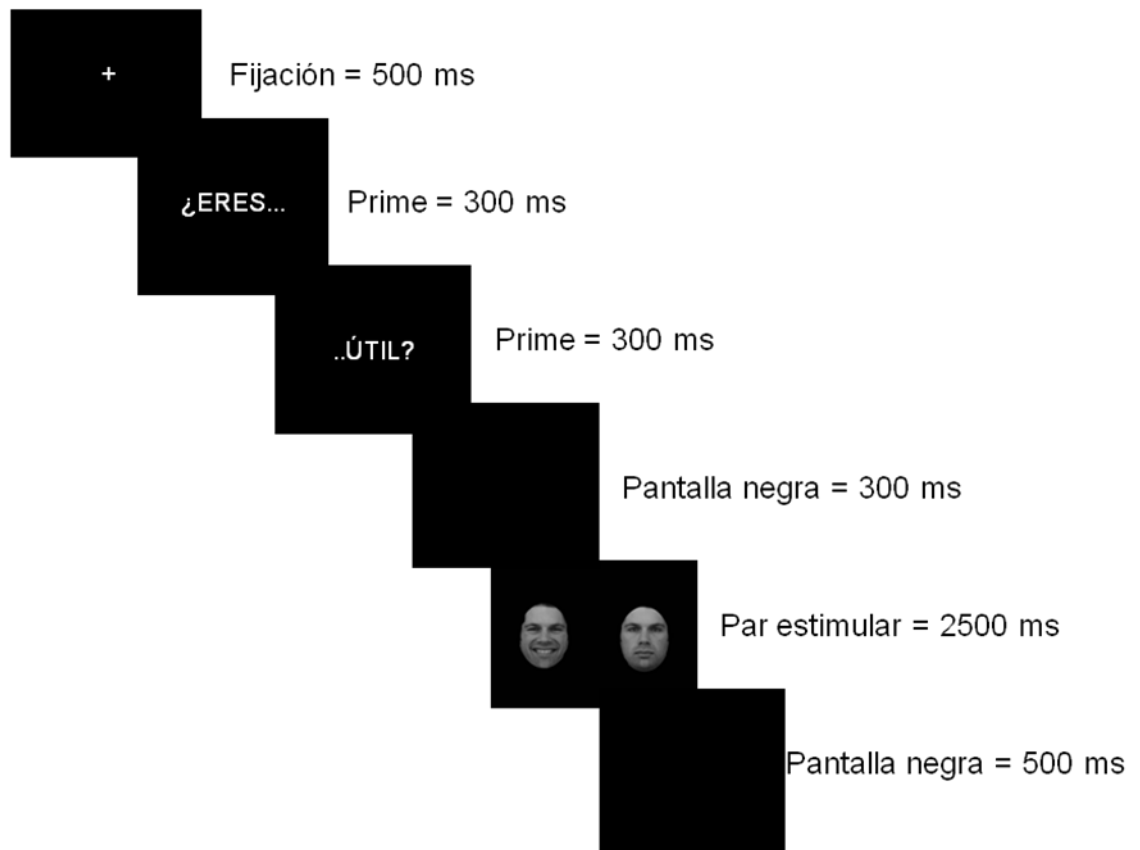 +
Fijación = 500 ms
¿ERES...
Prime = 300 ms
..ÚTIL?
Prime = 300 ms
Pantalla negra = 300 ms
Par estimular = 2500 ms
Pantalla negra = 500 ms